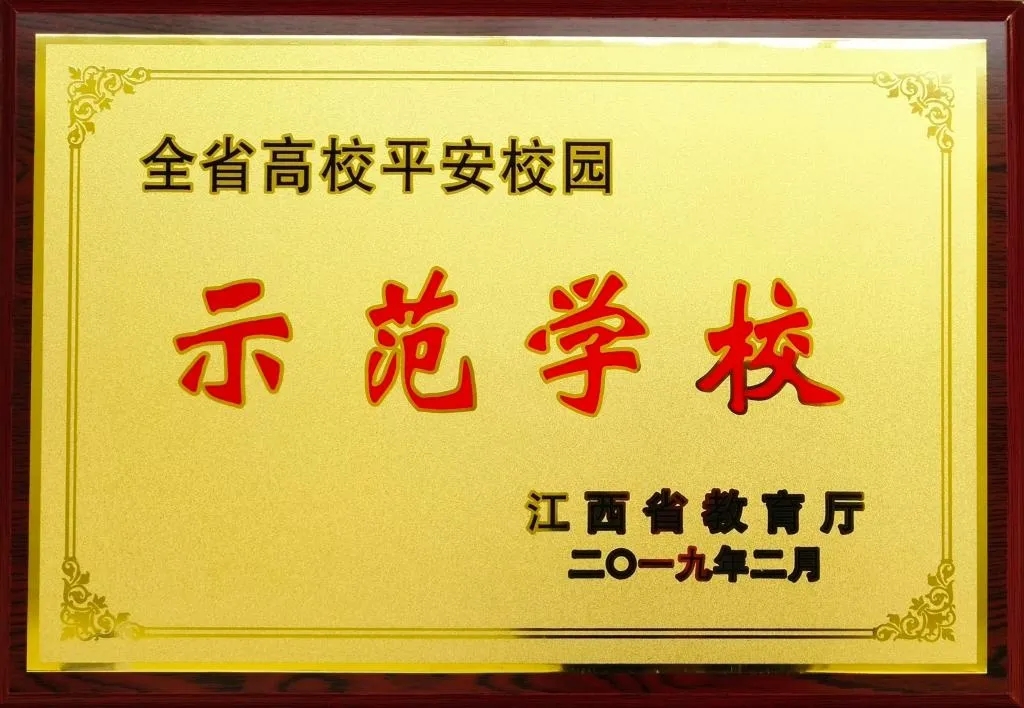 全省高校平安校园
示范学校
江西省教育厅
二〇一九年二月